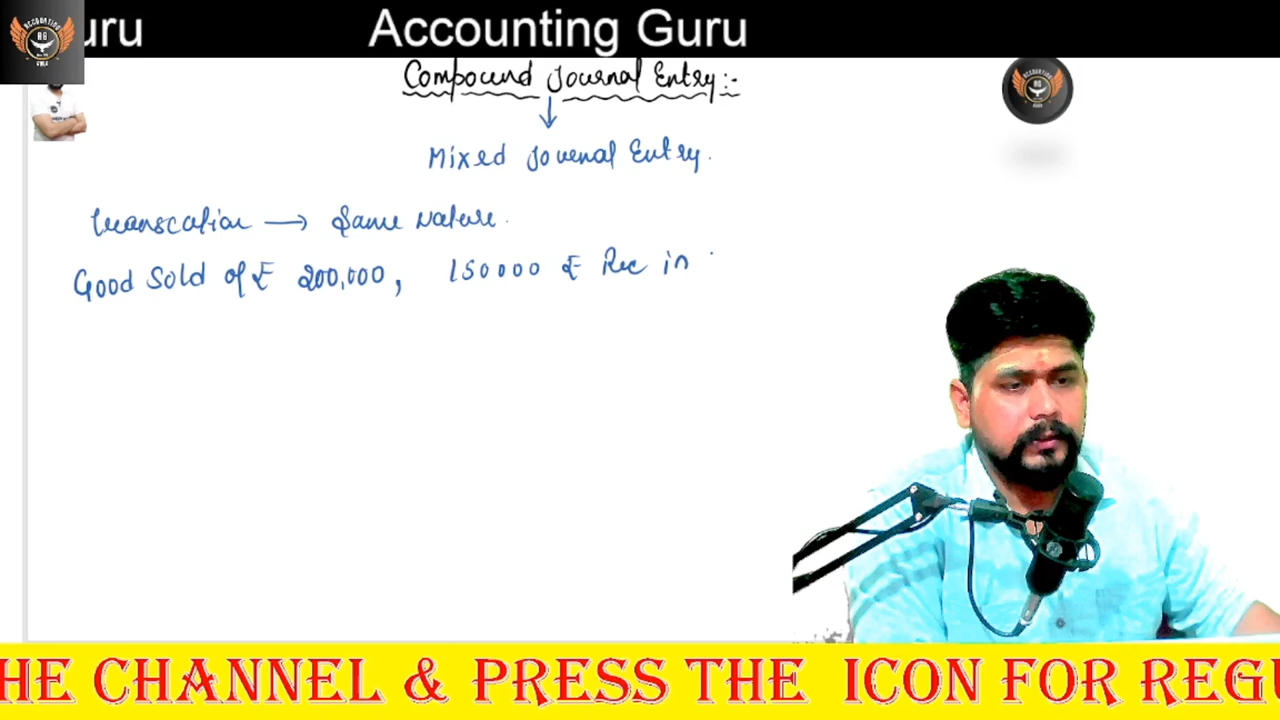 uru
Accounting Guru
Compound Journal Entry:-
Mixed Journal Entry.
transcation → Same Nature.
Good Sold of ₹ 200,000, 150000 ₹ Rec in
HE CHANNEL & PRESS THE ICON FOR REGU